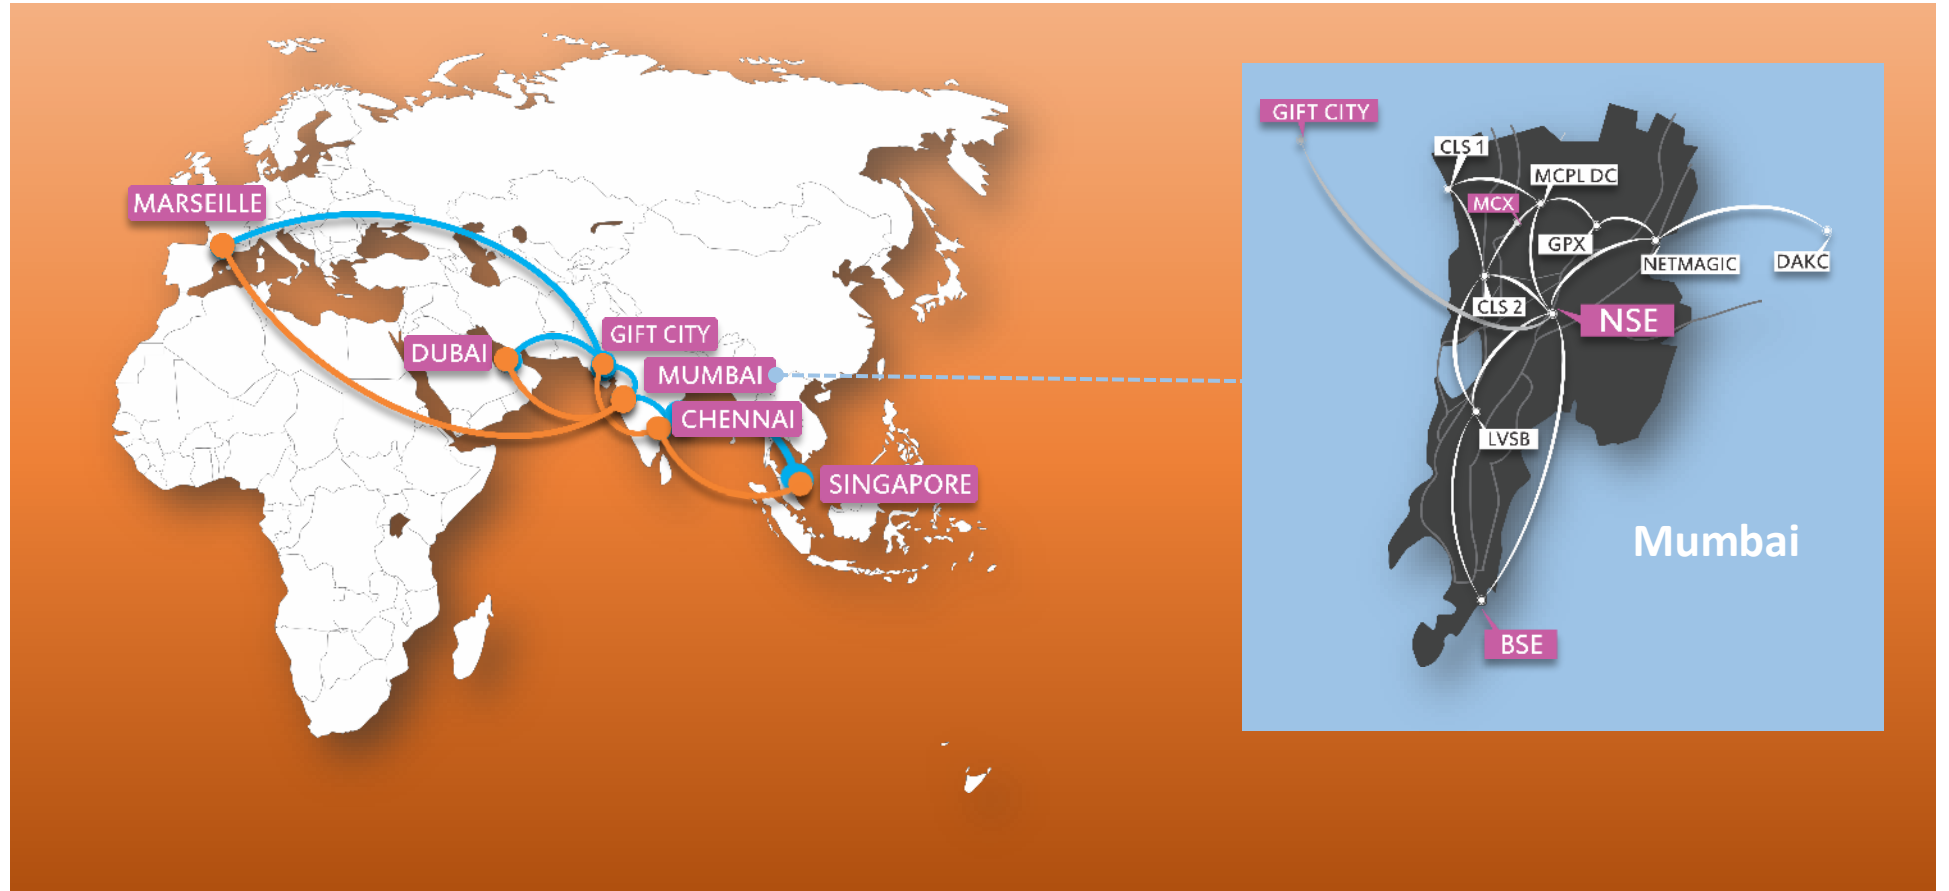 MARSEILLE
GIFT CITY
DUBAI
MUMBAI
CHENNAI
SINGAPORE
GIFT CITY
CLS 1
MCPL DC
MCX
GPX
NETMAGIC
DAKC
CLS 2
NSE
LVSB
Mumbai
BSE